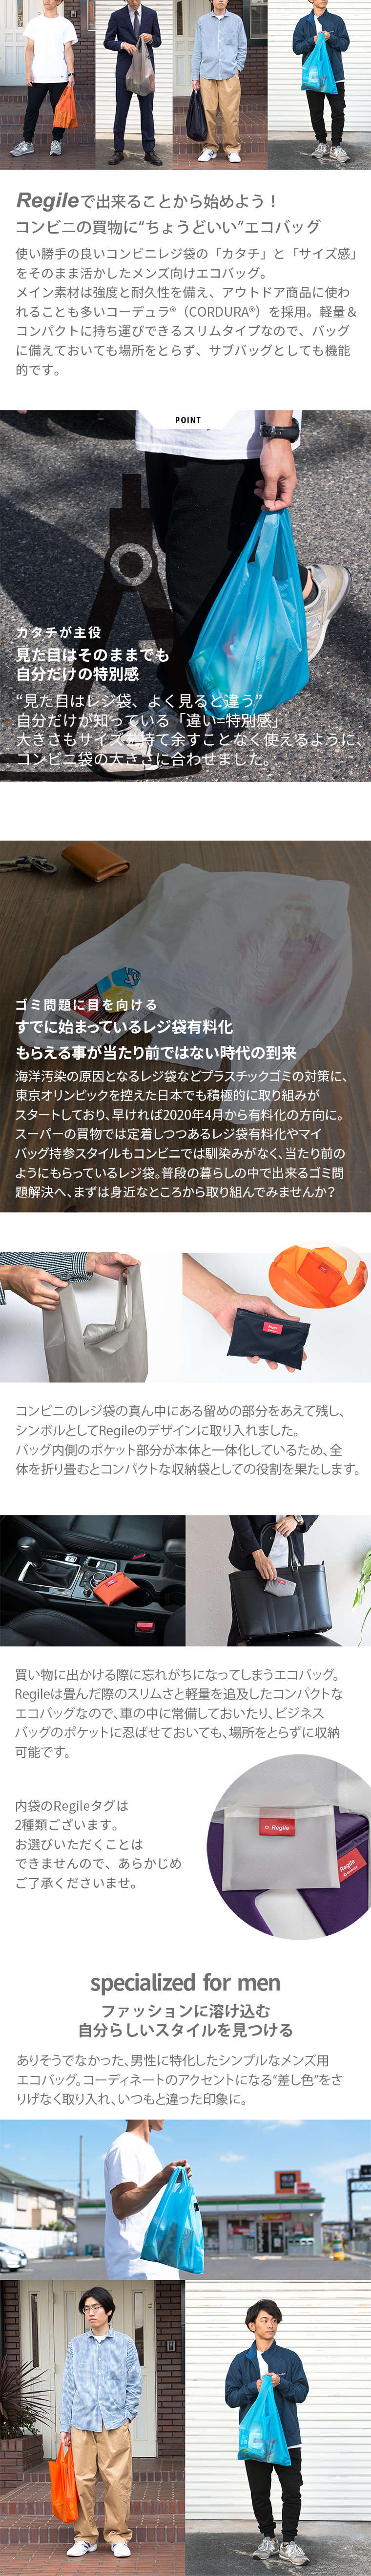 Regileで出来ることから始めよう！
コンビニの買物に“ちょうどいい”エコバッグ
使い勝手の良いコンビニレジ袋の「カタチ」と「サイズ感」
をそのまま活かしたメンズ向けエコバッグ。
メイン素材は強度と耐久性を備え、アウトドア商品に使わ
れることも多いコーデュラ®（CORDURA®）を採用。軽量＆
コンパクトに持ち運びできるスリムタイプなので、バッグ
に備えておいても場所をとらず、サブバッグとしても機能
的です。
POINT
カタチが主役
見た目はそのままでも
自分だけの特別感
“見た目はレジ袋、よく見ると違う”
自分だけが知っている「違い=特別感」
大きさもサイズを持て余すことなく使えるように、
コンビニ袋の大きさに合わせました。
ゴミ問題に目を向ける
すでに始まっているレジ袋有料化
もらえる事が当たり前ではない時代の到来
海洋汚染の原因となるレジ袋などプラスチックゴミの対策に、
東京オリンピックを控えた日本でも積極的に取り組みが
スタートしており、早ければ2020年4月から有料化の方向に。
スーパーの買物では定着しつつあるレジ袋有料化やマイ
バッグ持参スタイルもコンビニでは馴染みがなく、当たり前の
ようにもらっているレジ袋。普段の暮らしの中で出来るゴミ問
題解決へ、まずは身近なところから取り組んでみませんか？
Regile
コンビニのレジ袋の真ん中にある留めの部分をあえて残し、
シンボルとしてRegileのデザインに取り入れました。
バッグ内側のポケット部分が本体と一体化しているため、全
体を折り畳むとコンパクトな収納袋としての役割を果たします。
買い物に出かける際に忘れがちになってしまうエコバッグ。
Regileは畳んだ際のスリムさと軽量を追及したコンパクトな
エコバッグなので、車の中に常備しておいたり、ビジネス
バッグのポケットに忍ばせておいても、場所をとらずに収納
可能です。
内袋のRegileタグは
2種類ございます。
お選びいただくことは
できませんので、あらかじめ
ご了承くださいませ。
Regile
Regile
specialized for men
ファッションに溶け込む
自分らしいスタイルを見つける
ありそうでなかった、男性に特化したシンプルなメンズ用
エコバッグ。コーディネートのアクセントになる“差し色”をさ
りげなく取り入れ、いつもと違った印象に。